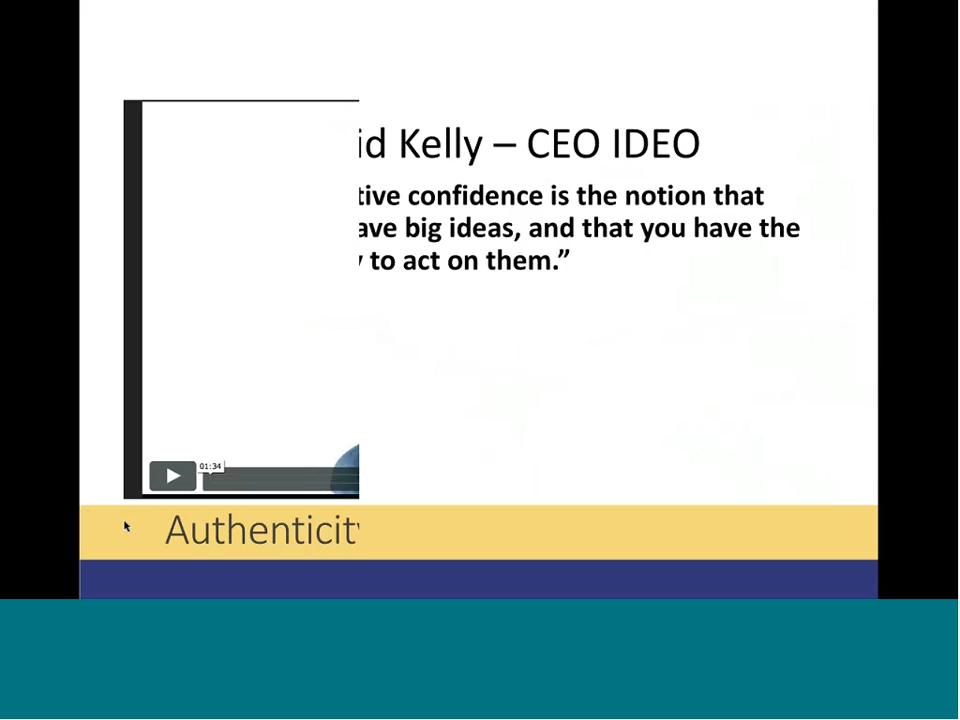 id Kelly – CEO IDEO
tive confidence is the notion that
ave big ideas, and that you have the
to act on them.”
01:34
Authenticity